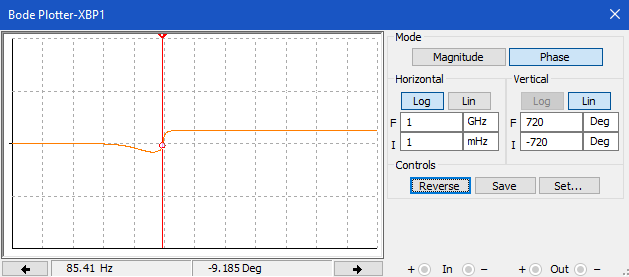 Bode Plotter-XBP1
Mode
Magnitude Phase
Horizontal Vertical
Log Lin Log Lin
F 1 GHz F 720 Deg
I 1 mHz I -720 Deg
Controls
Reverse Save Set...
85.41 Hz -9.185 Deg + In − + Out −